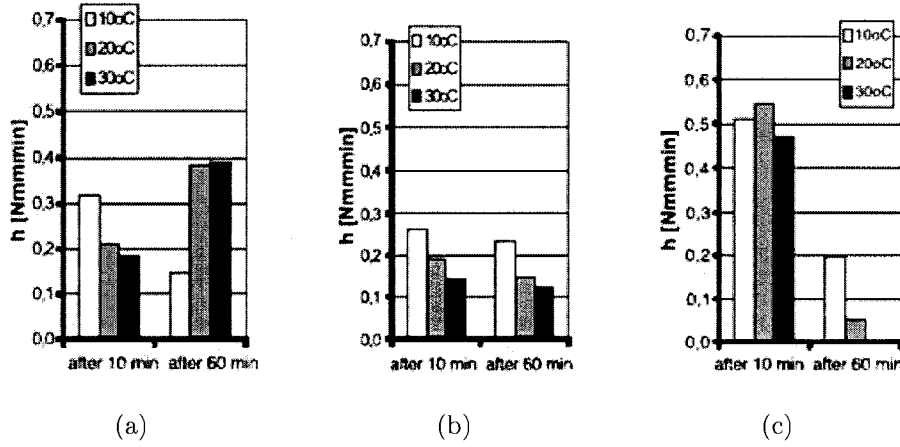 10oC
20oC
30oC
0,7
0,6
0,5
0,4
0,3
0,2
0,1
0,0
h [Nmmmin]
after 10 min after 60 min
(a)
10oC
20oC
30oC
0,7
0,6
0,5
0,4
0,3
0,2
0,1
0,0
h [Nmmmin]
after 10 min after 60 min
(b)
10oC
20oC
30oC
0,7
0,6
0,5
0,4
0,3
0,2
0,1
0,0
h [Nmmmin]
after 10 min after 60 min
(c)